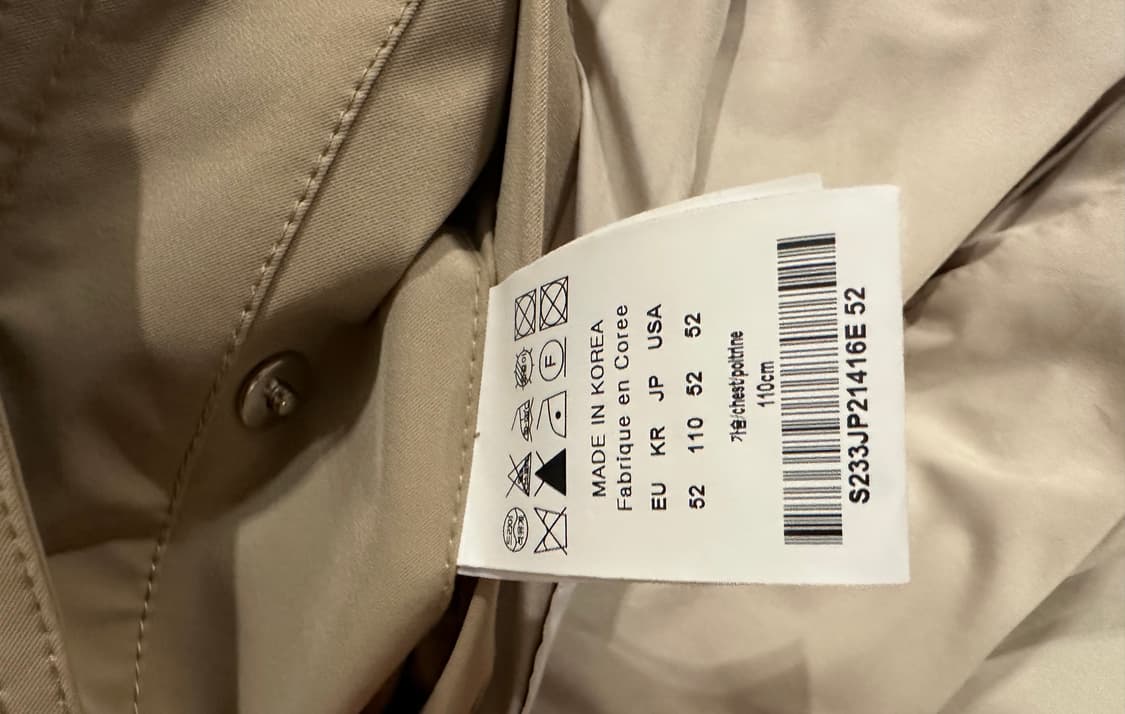 MADE IN KOREA
Fabrique en Coree
EU KR JP USA
52 110 52 52
가슴/chest/poitrine
110cm
S233JP21416E 52
F